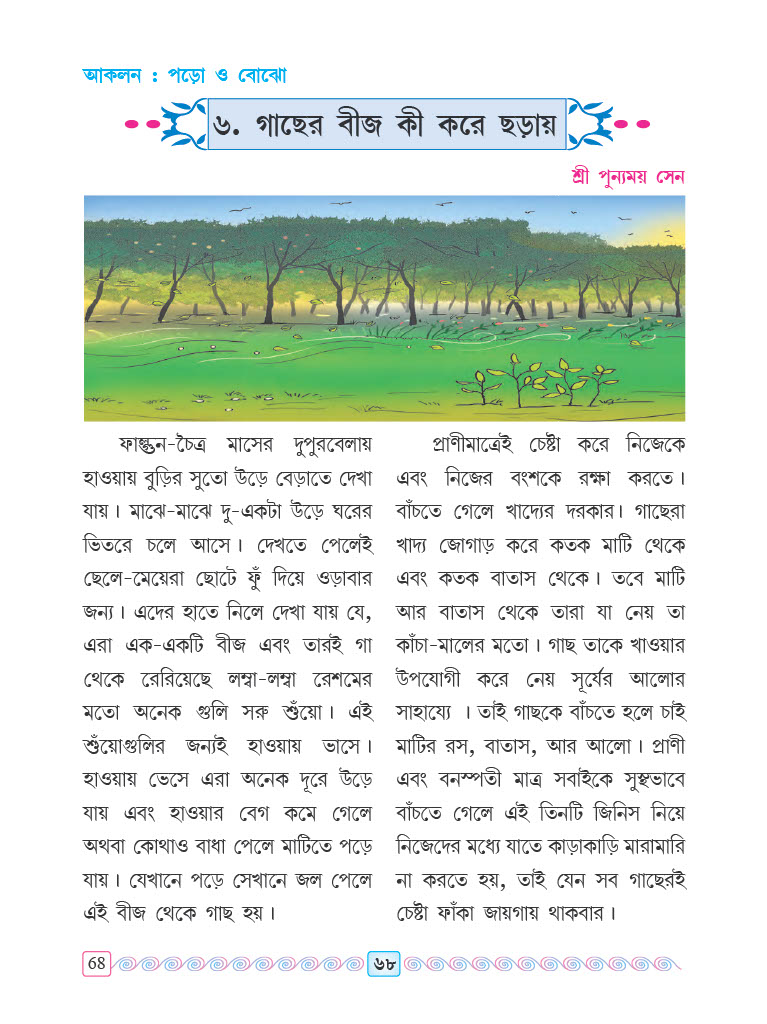 আকলন : পড়ো ও বোঝো
৬. গাছের বীজ কী করে ছড়ায়
শ্রী পুন্যময় সেন
ফাল্গুন-চৈত্র মাসের দুপুরবেলায়
হাওয়ায় বুড়ির সুতো উড়ে বেড়াতে দেখা
যায়। মাঝে-মাঝে দু-একটা উড়ে ঘরের
ভিতরে চলে আসে। দেখতে পেলেই
ছেলে-মেয়েরা ছোটে ফুঁ দিয়ে ওড়াবার
জন্য। এদের হাতে নিলে দেখা যায় যে,
এরা এক-একটি বীজ এবং তারই গা
থেকে রেরিয়েছে লম্বা-লম্বা রেশমের
মতো অনেক গুলি সরু শুঁয়ো। এই
শুঁয়োগুলির জন্যই হাওয়ায় ভাসে।
হাওয়ায় ভেসে এরা অনেক দূরে উড়ে
যায় এবং হাওয়ার বেগ কমে গেলে
অথবা কোথাও বাধা পেলে মাটিতে পড়ে
যায়। যেখানে পড়ে সেখানে জল পেলে
এই বীজ থেকে গাছ হয়।
প্রাণীমাত্রেই চেষ্টা করে নিজেকে
এবং নিজের বংশকে রক্ষা করতে।
বাঁচতে গেলে খাদ্যের দরকার। গাছেরা
খাদ্য জোগাড় করে কতক মাটি থেকে
এবং কতক বাতাস থেকে। তবে মাটি
আর বাতাস থেকে তারা যা নেয় তা
কাঁচা-মালের মতো। গাছ তাকে খাওয়ার
উপযোগী করে নেয় সূর্যের আলোর
সাহায্যে । তাই গাছকে বাঁচতে হলে চাই
মাটির রস, বাতাস, আর আলো। প্রাণী
এবং বনস্পতী মাত্র সবাইকে সুস্থভাবে
বাঁচতে গেলে এই তিনটি জিনিস নিয়ে
নিজেদের মধ্যে যাতে কাড়াকাড়ি মারামারি
না করতে হয়, তাই যেন সব গাছেরই
চেষ্টা ফাঁকা জায়গায় থাকবার।
68
৬৮